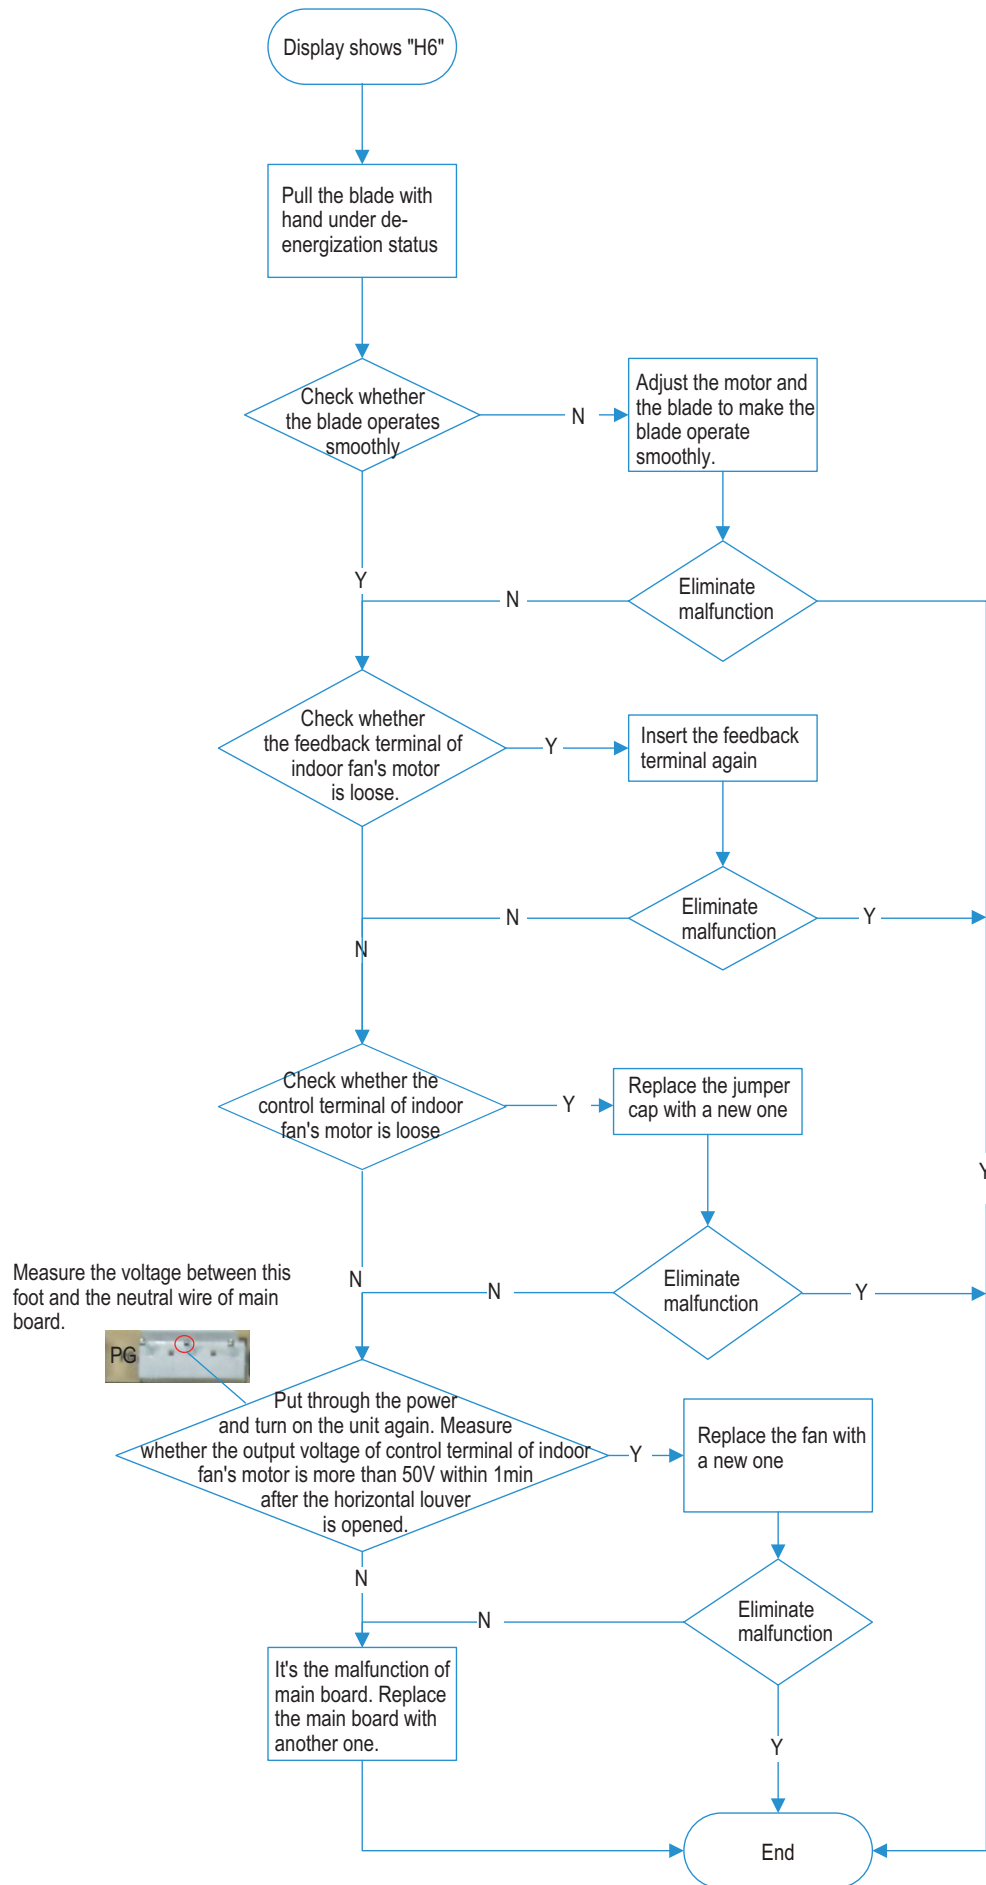 Display shows "H6"
Pull the blade with
hand under de-
energization status
Check whether
the blade operates
smoothly
N
Adjust the motor and
the blade to make the
blade operate
smoothly.
Y
N
Eliminate
malfunction
Check whether
the feedback terminal of
indoor fan's motor
is loose.
Y
Insert the feedback
terminal again
N
Eliminate
malfunction
Y
N
Check whether the
control terminal of indoor
fan's motor is loose
Y
Replace the jumper
cap with a new one
Y
N
N
Eliminate
malfunction
Y
Measure the voltage between this
foot and the neutral wire of main
board.
PG
Put through the power
and turn on the unit again. Measure
whether the output voltage of control terminal of indoor
fan's motor is more than 50V within 1min
after the horizontal louver
is opened.
Y
Replace the fan with
a new one
N
N
Eliminate
malfunction
It's the malfunction of
main board. Replace
the main board with
another one.
Y
End